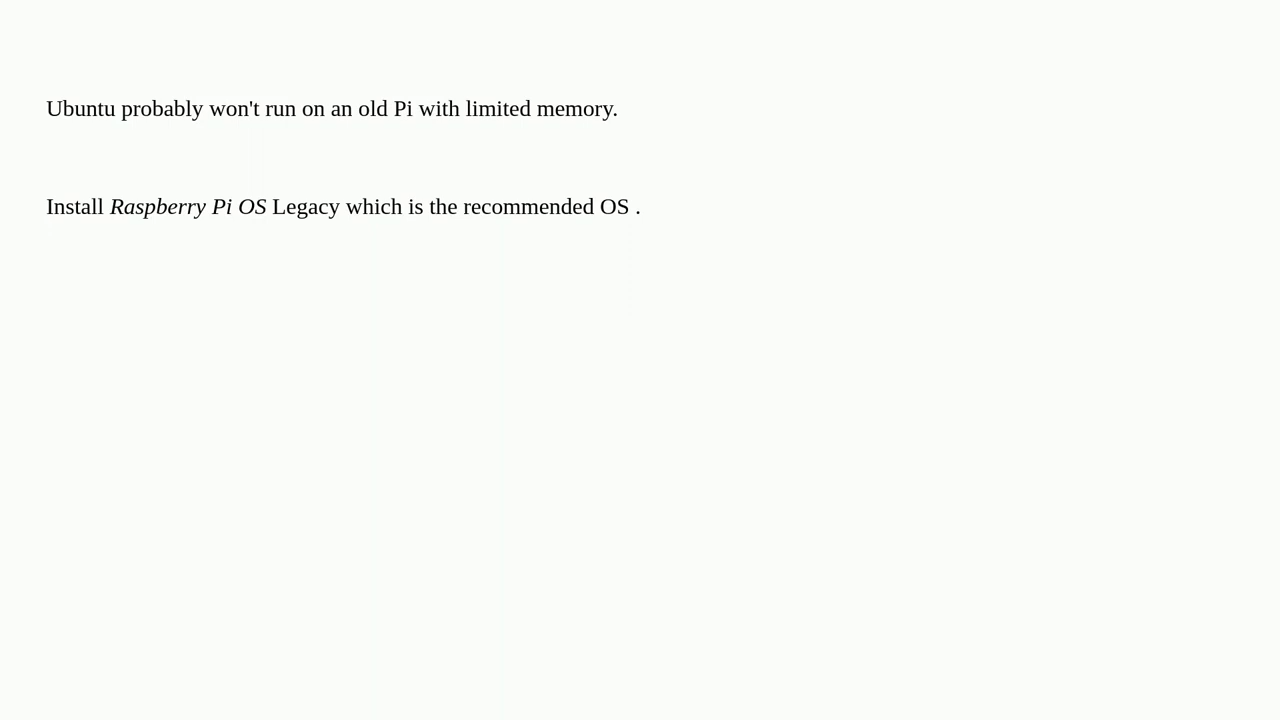 Ubuntu probably won't run on an old Pi with limited memory.
Install Raspberry Pi OS Legacy which is the recommended OS .